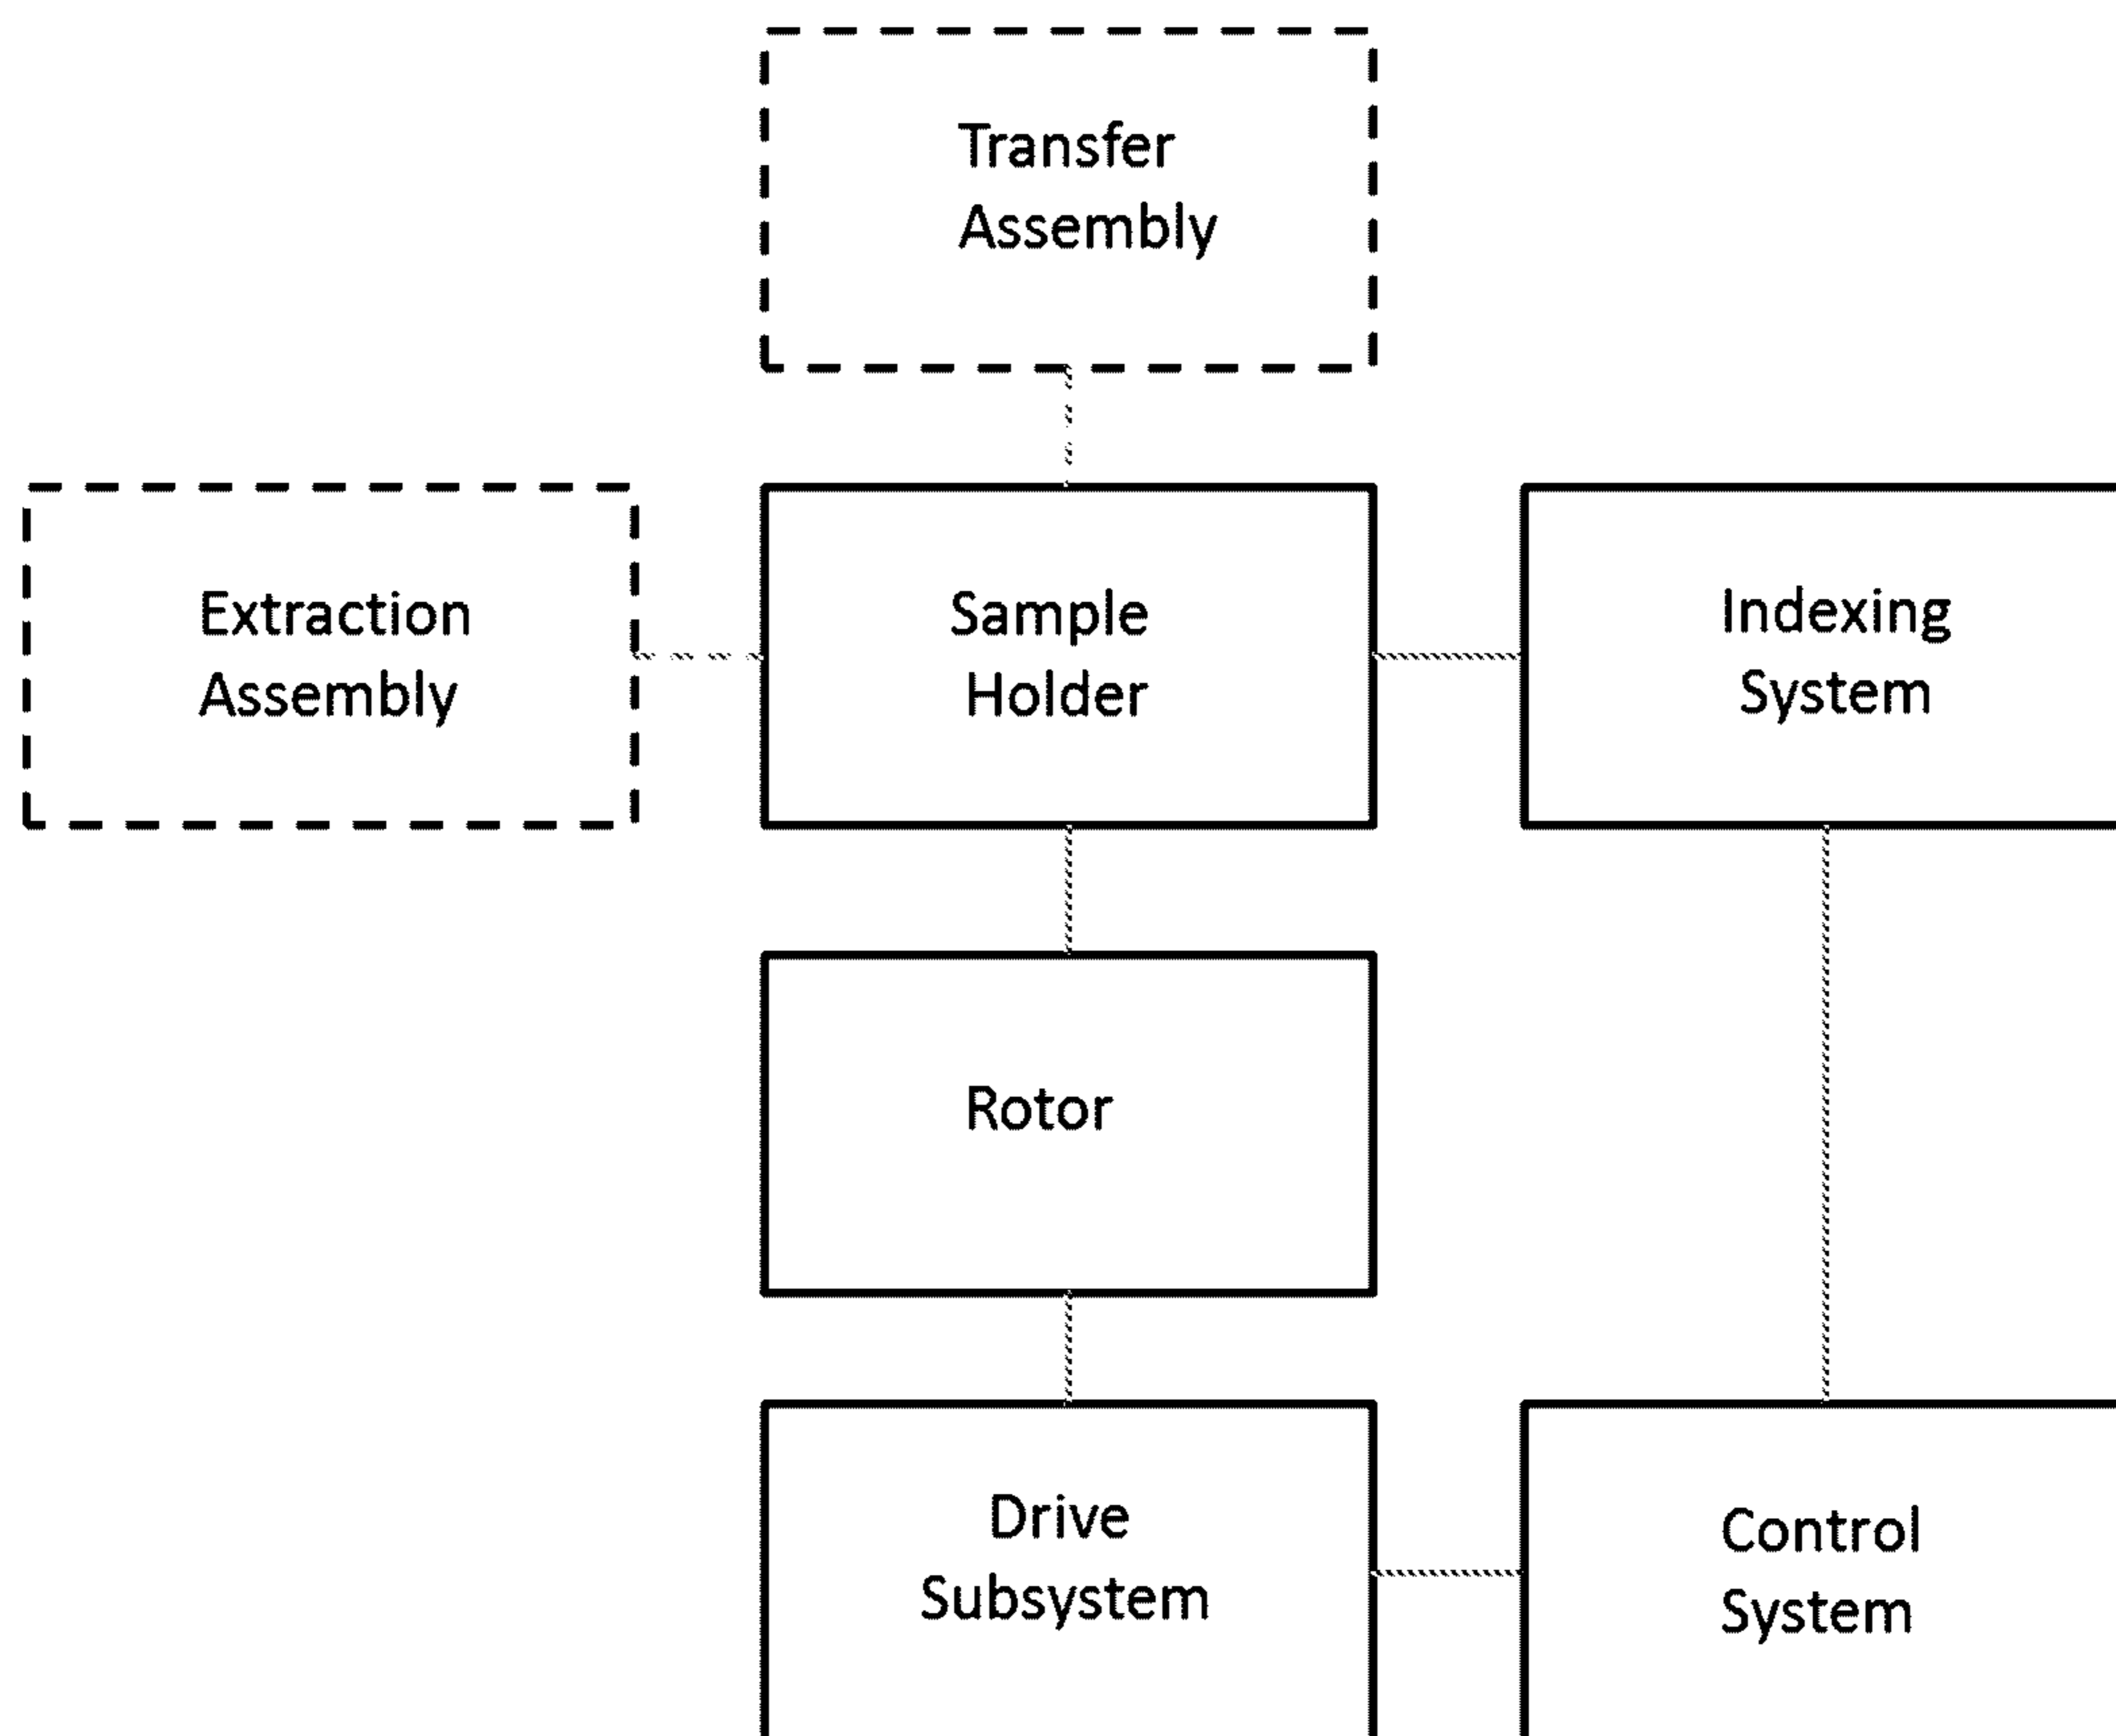 Transfer
Assembly
Extraction
Assembly
Sample
Holder
Indexing
System
Rotor
Drive
Subsystem
Control
System